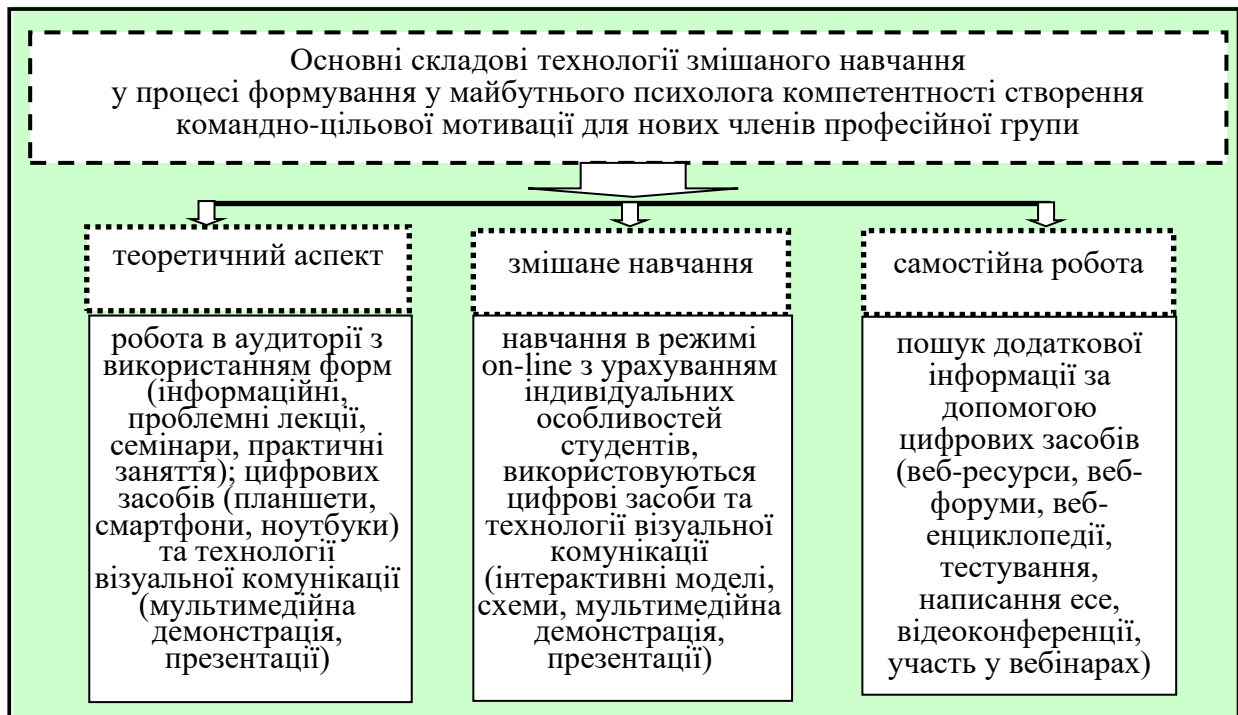 Основні складові технології змішаного навчання
у процесі формування у майбутнього психолога компетентності створення
командно-цільової мотивації для нових членів професійної групи
теоретичний аспект
робота в аудиторії з
використанням форм
(інформаційні,
проблемні лекції,
семінари, практичні
заняття); цифрових
засобів (планшети,
смартфони, ноутбуки)
та технології
візуальної комунікації
(мультимедійна
демонстрація,
презентації)
змішане навчання
навчання в режимі
on-line з урахуванням
індивідуальних
особливостей
студентів,
використовуються
цифрові засоби та
технології візуальної
комунікації
(інтерактивні моделі,
схеми, мультимедійна
демонстрація,
презентації)
самостійна робота
пошук додаткової
інформації за
допомогою
цифрових засобів
(веб-ресурси, веб-
форуми, веб-
енциклопедії,
тестування,
написання есе,
відеоконференції,
участь у вебінарах)